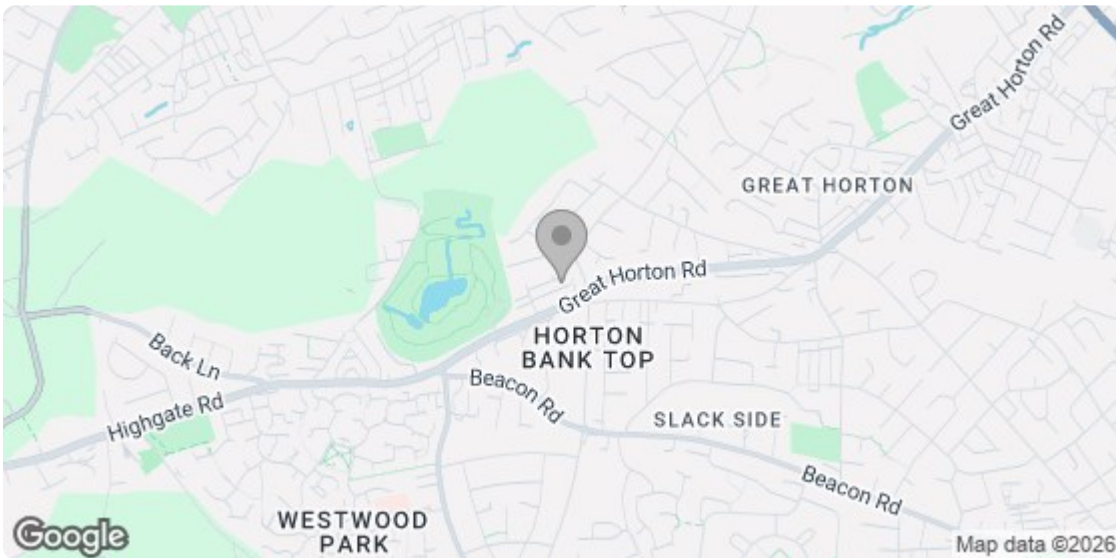 Great Horton Rd
GREAT HORTON
Great Horton Rd
HORTON
BANK TOP
Back Ln
Beacon Rd
Highgate Rd
SLACK SIDE
Beacon Rd
WESTWOOD
PARK
Google
Map data ©2026